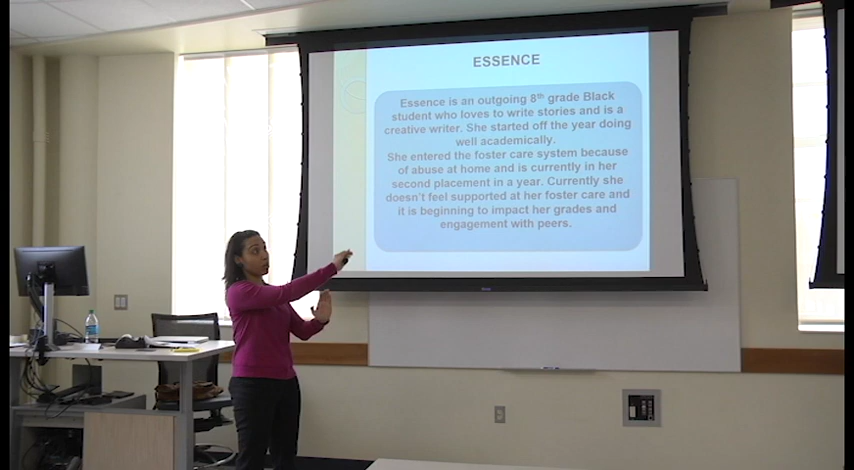 ESSENCE
Essence is an outgoing 8th grade Black
student who loves to write stories and is a
creative writer. She started off the year doing
well academically.
She entered the foster care system because
of abuse at home and is currently in her
second placement in a year. Currently she
doesn't feel supported at her foster care and
it is beginning to impact her grades and
engagement with peers.